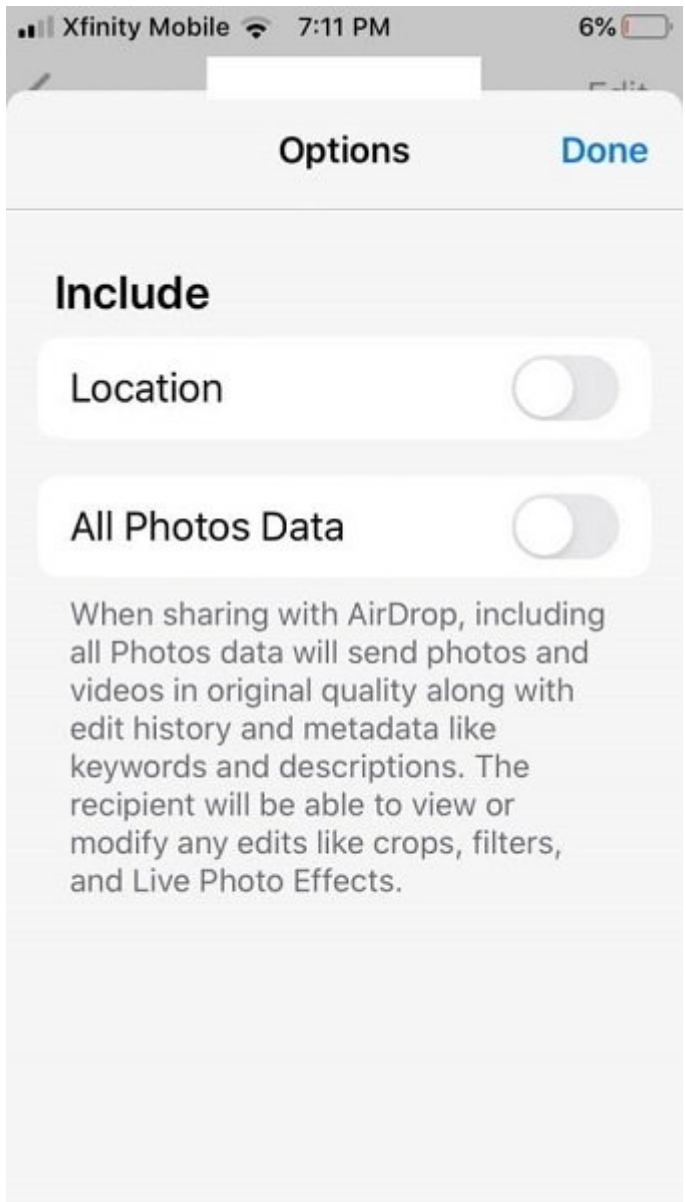 Xfinity Mobile 7:11 PM 6%
Edit
Options Done
Include
Location
All Photos Data
When sharing with AirDrop, including
all Photos data will send photos and
videos in original quality along with
edit history and metadata like
keywords and descriptions. The
recipient will be able to view or
modify any edits like crops, filters,
and Live Photo Effects.